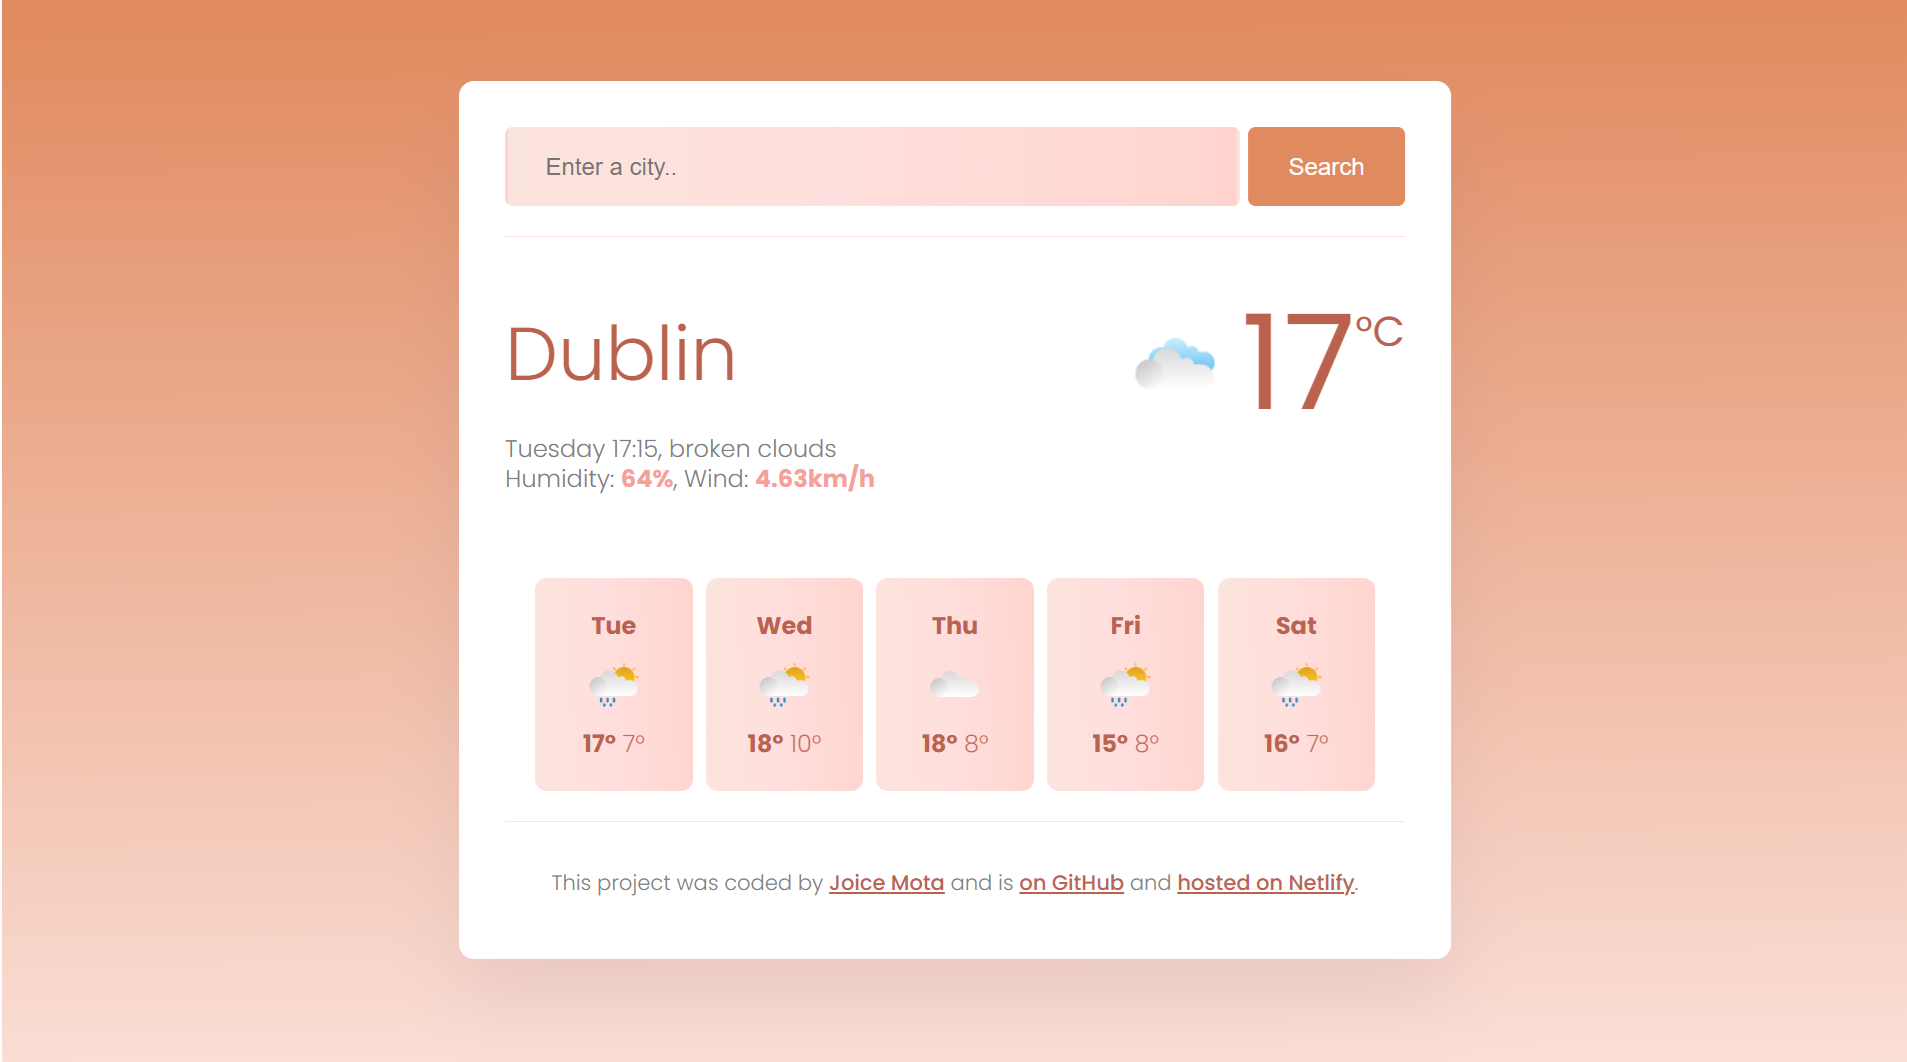 Enter a city..
Search
Dublin
17°C
Tuesday 17:15, broken clouds
Humidity: 64%, Wind: 4.63km/h
Tue
Wed
Thu
Fri
Sat
17° 7°
18° 10°
18° 8°
15° 8°
16° 7°
This project was coded by Joice Mota and is on GitHub and hosted on Netlify.